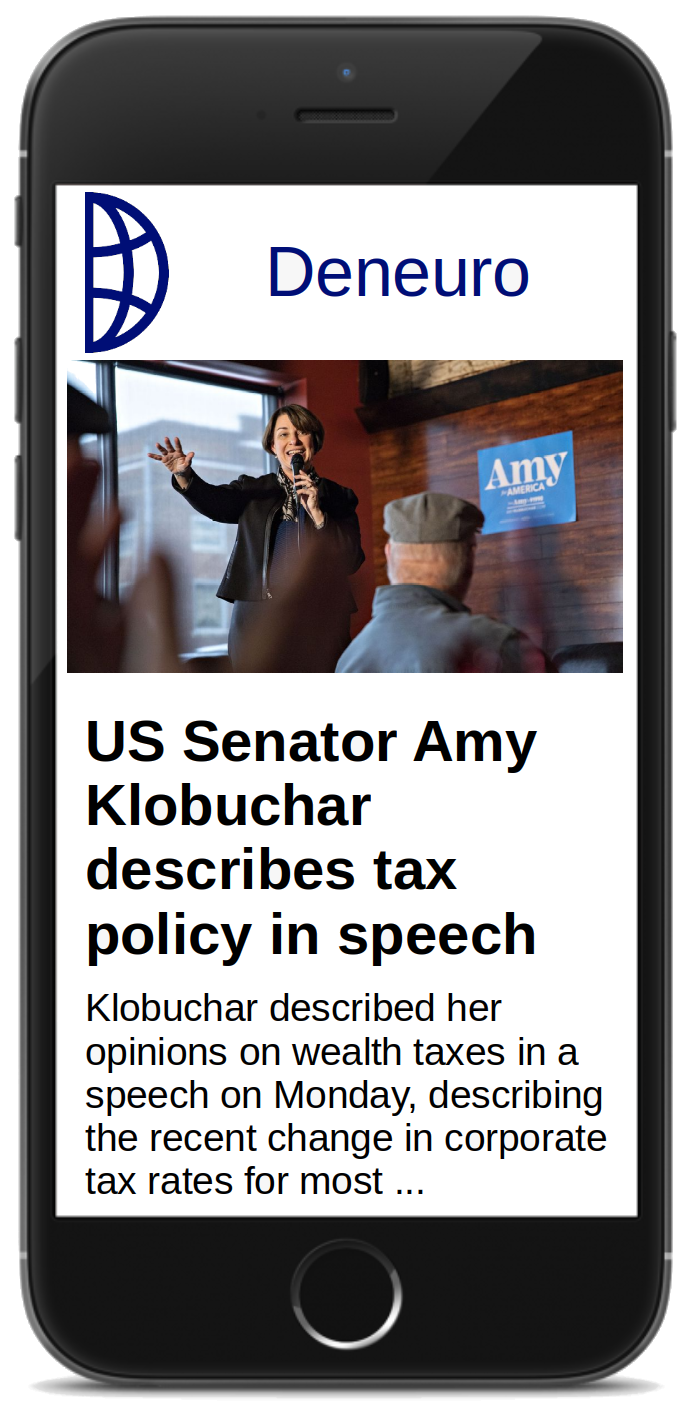 Deneuro
Amy
AMERICA
US Senator Amy
Klobuchar
describes tax
policy in speech
Klobuchar described her
opinions on wealth taxes in a
speech on Monday, describing
the recent change in corporate
tax rates for most ...